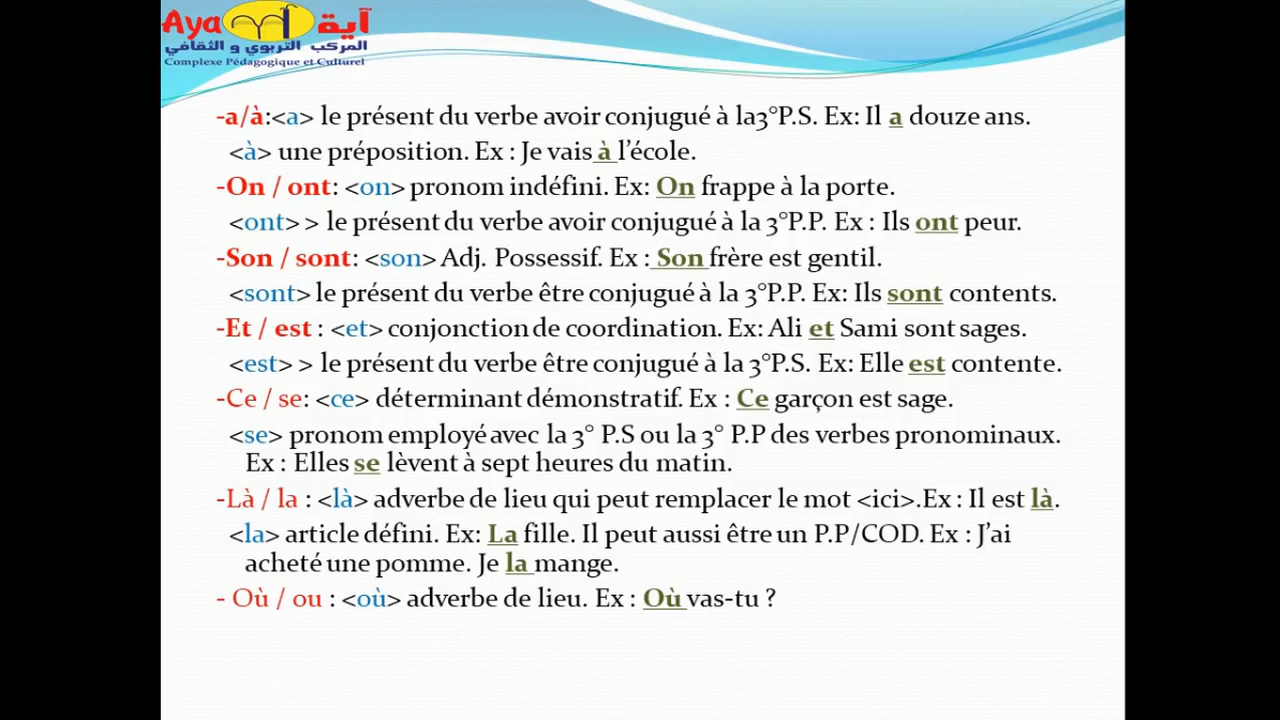 Aya آية
المركب التربوي و الثقافي
Complexe Pédagogique et Culturel
-a/à:<a> le présent du verbe avoir conjugué à la3°P.S. Ex: Il a douze ans.
<à> une préposition. Ex : Je vais à l’école.
-On / ont: <on> pronom indéfini. Ex: On frappe à la porte.
<ont> > le présent du verbe avoir conjugué à la 3°P.P. Ex : Ils ont peur.
-Son / sont: <son> Adj. Possessif. Ex : Son frère est gentil.
<sont> le présent du verbe être conjugué à la 3°P.P. Ex: Ils sont contents.
-Et / est : <et> conjonction de coordination. Ex: Ali et Sami sont sages.
<est> > le présent du verbe être conjugué à la 3°P.S. Ex: Elle est contente.
-Ce / se: <ce> déterminant démonstratif. Ex : Ce garçon est sage.
<se> pronom employé avec la 3° P.S ou la 3° P.P des verbes pronominaux.
Ex : Elles se lèvent à sept heures du matin.
-Là / la : <là> adverbe de lieu qui peut remplacer le mot <ici>.Ex : Il est là.
<la> article défini. Ex: La fille. Il peut aussi être un P.P/COD. Ex : J’ai
acheté une pomme. Je la mange.
- Où / ou : <où> adverbe de lieu. Ex : Où vas-tu ?